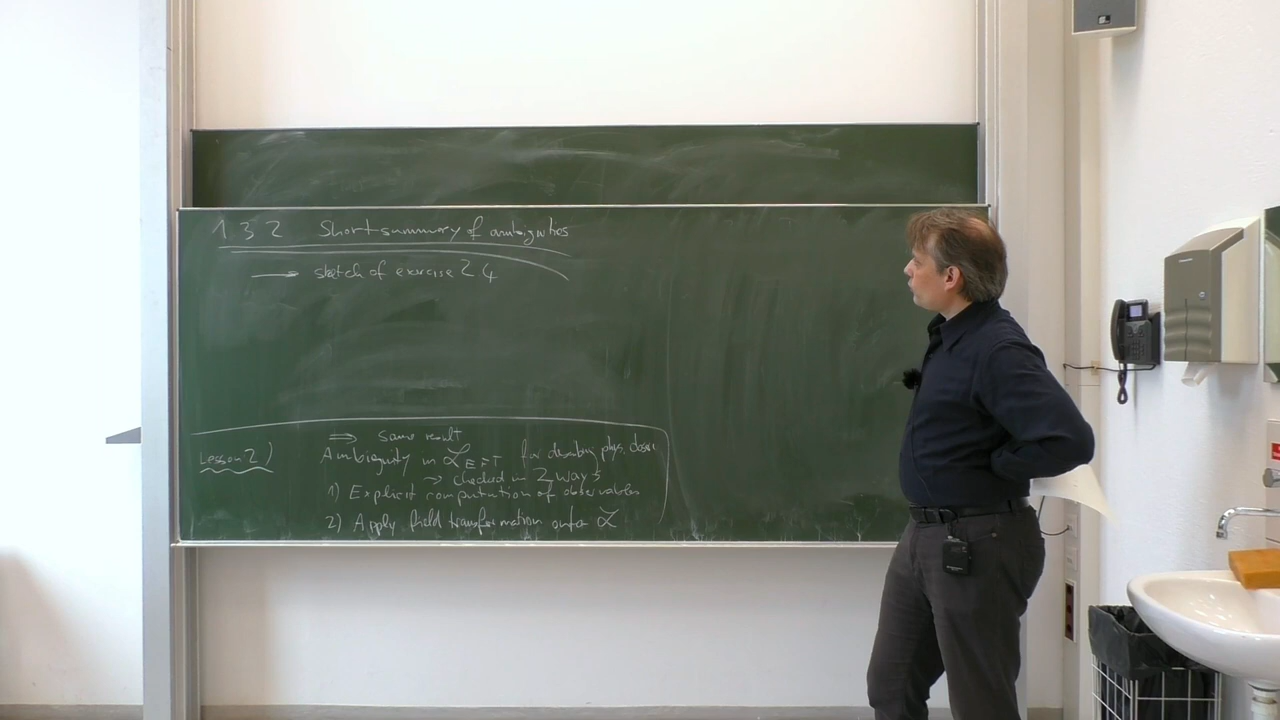 1.3.2 Short summary of ambiguities
→ sketch of exercise 2.4
⇒ same result
Lesson 2) Ambiguity in ℒ_EFT for describing phys.
→ checked in 2 ways
1) Explicit computation of observables
2) Apply field transformation onto ℒ